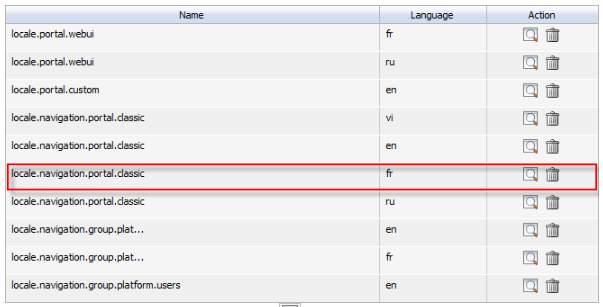 Name Language Action
locale.portal.webui fr
locale.portal.webui ru
locale.portal.custom en
locale.navigation.portal.classic vi
locale.navigation.portal.classic en
locale.navigation.portal.classic fr
locale.navigation.portal.classic ru
locale.navigation.group.plat... en
locale.navigation.group.plat... fr
locale.navigation.group.platform.users en